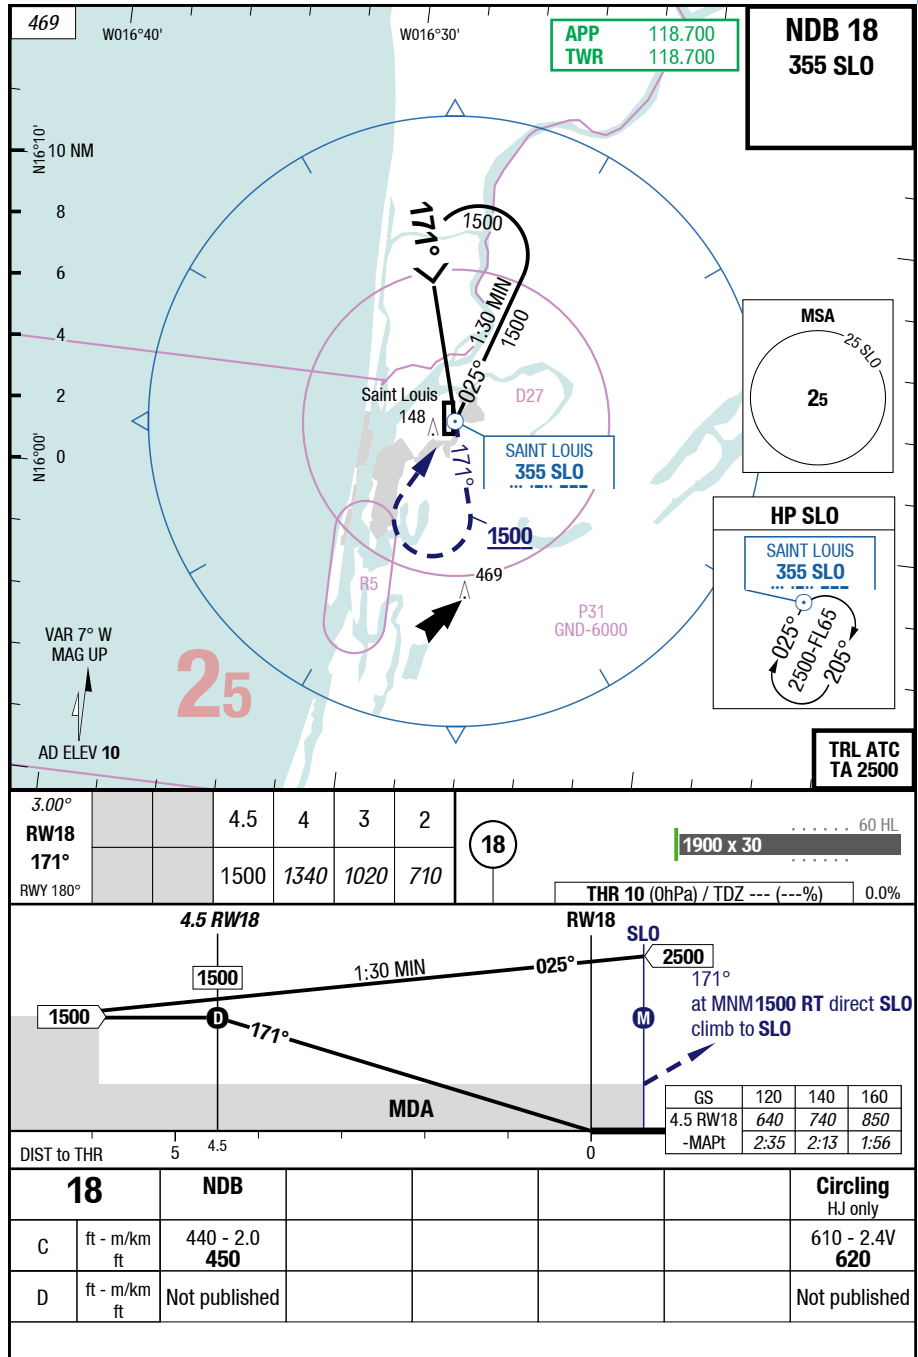 469
W016°40'
W016°30'
APP 118.700
TWR 118.700
NDB 18
355 SLO
N16°10'
10 NM
8
6
4
2
0
N16°00'
171°
1500
1:30 MIN
1500
025°
Saint Louis
148
D27
SAINT LOUIS
355 SLO
171°
1500
469
R5
P31
GND-6000
MSA
25 SLO
25
HP SLO
SAINT LOUIS
355 SLO
025°
2500-FL65
205°
VAR 7° W
MAG UP
AD ELEV 10
25
TRL ATC
TA 2500
3.00°
RW18
171°
RWY 180°
4.5 4 3 2
1500 1340 1020 710
18
60 HL
1900 x 30
THR 10 (0hPa) / TDZ --- (---%)
0.0%
4.5 RW18
RW18
SLO
1500
1:30 MIN
025°
2500
171°
at MNM 1500 RT direct SLO
climb to SLO
1500
D
171°
M
MDA
GS 120 140 160
4.5 RW18 640 740 850
-MAPt 2:35 2:13 1:56
DIST to THR
5
4.5
0
18 NDB Circling
HJ only
C ft - m/km 440 - 2.0 610 - 2.4V
ft 450 620
D ft - m/km Not published Not published
ft